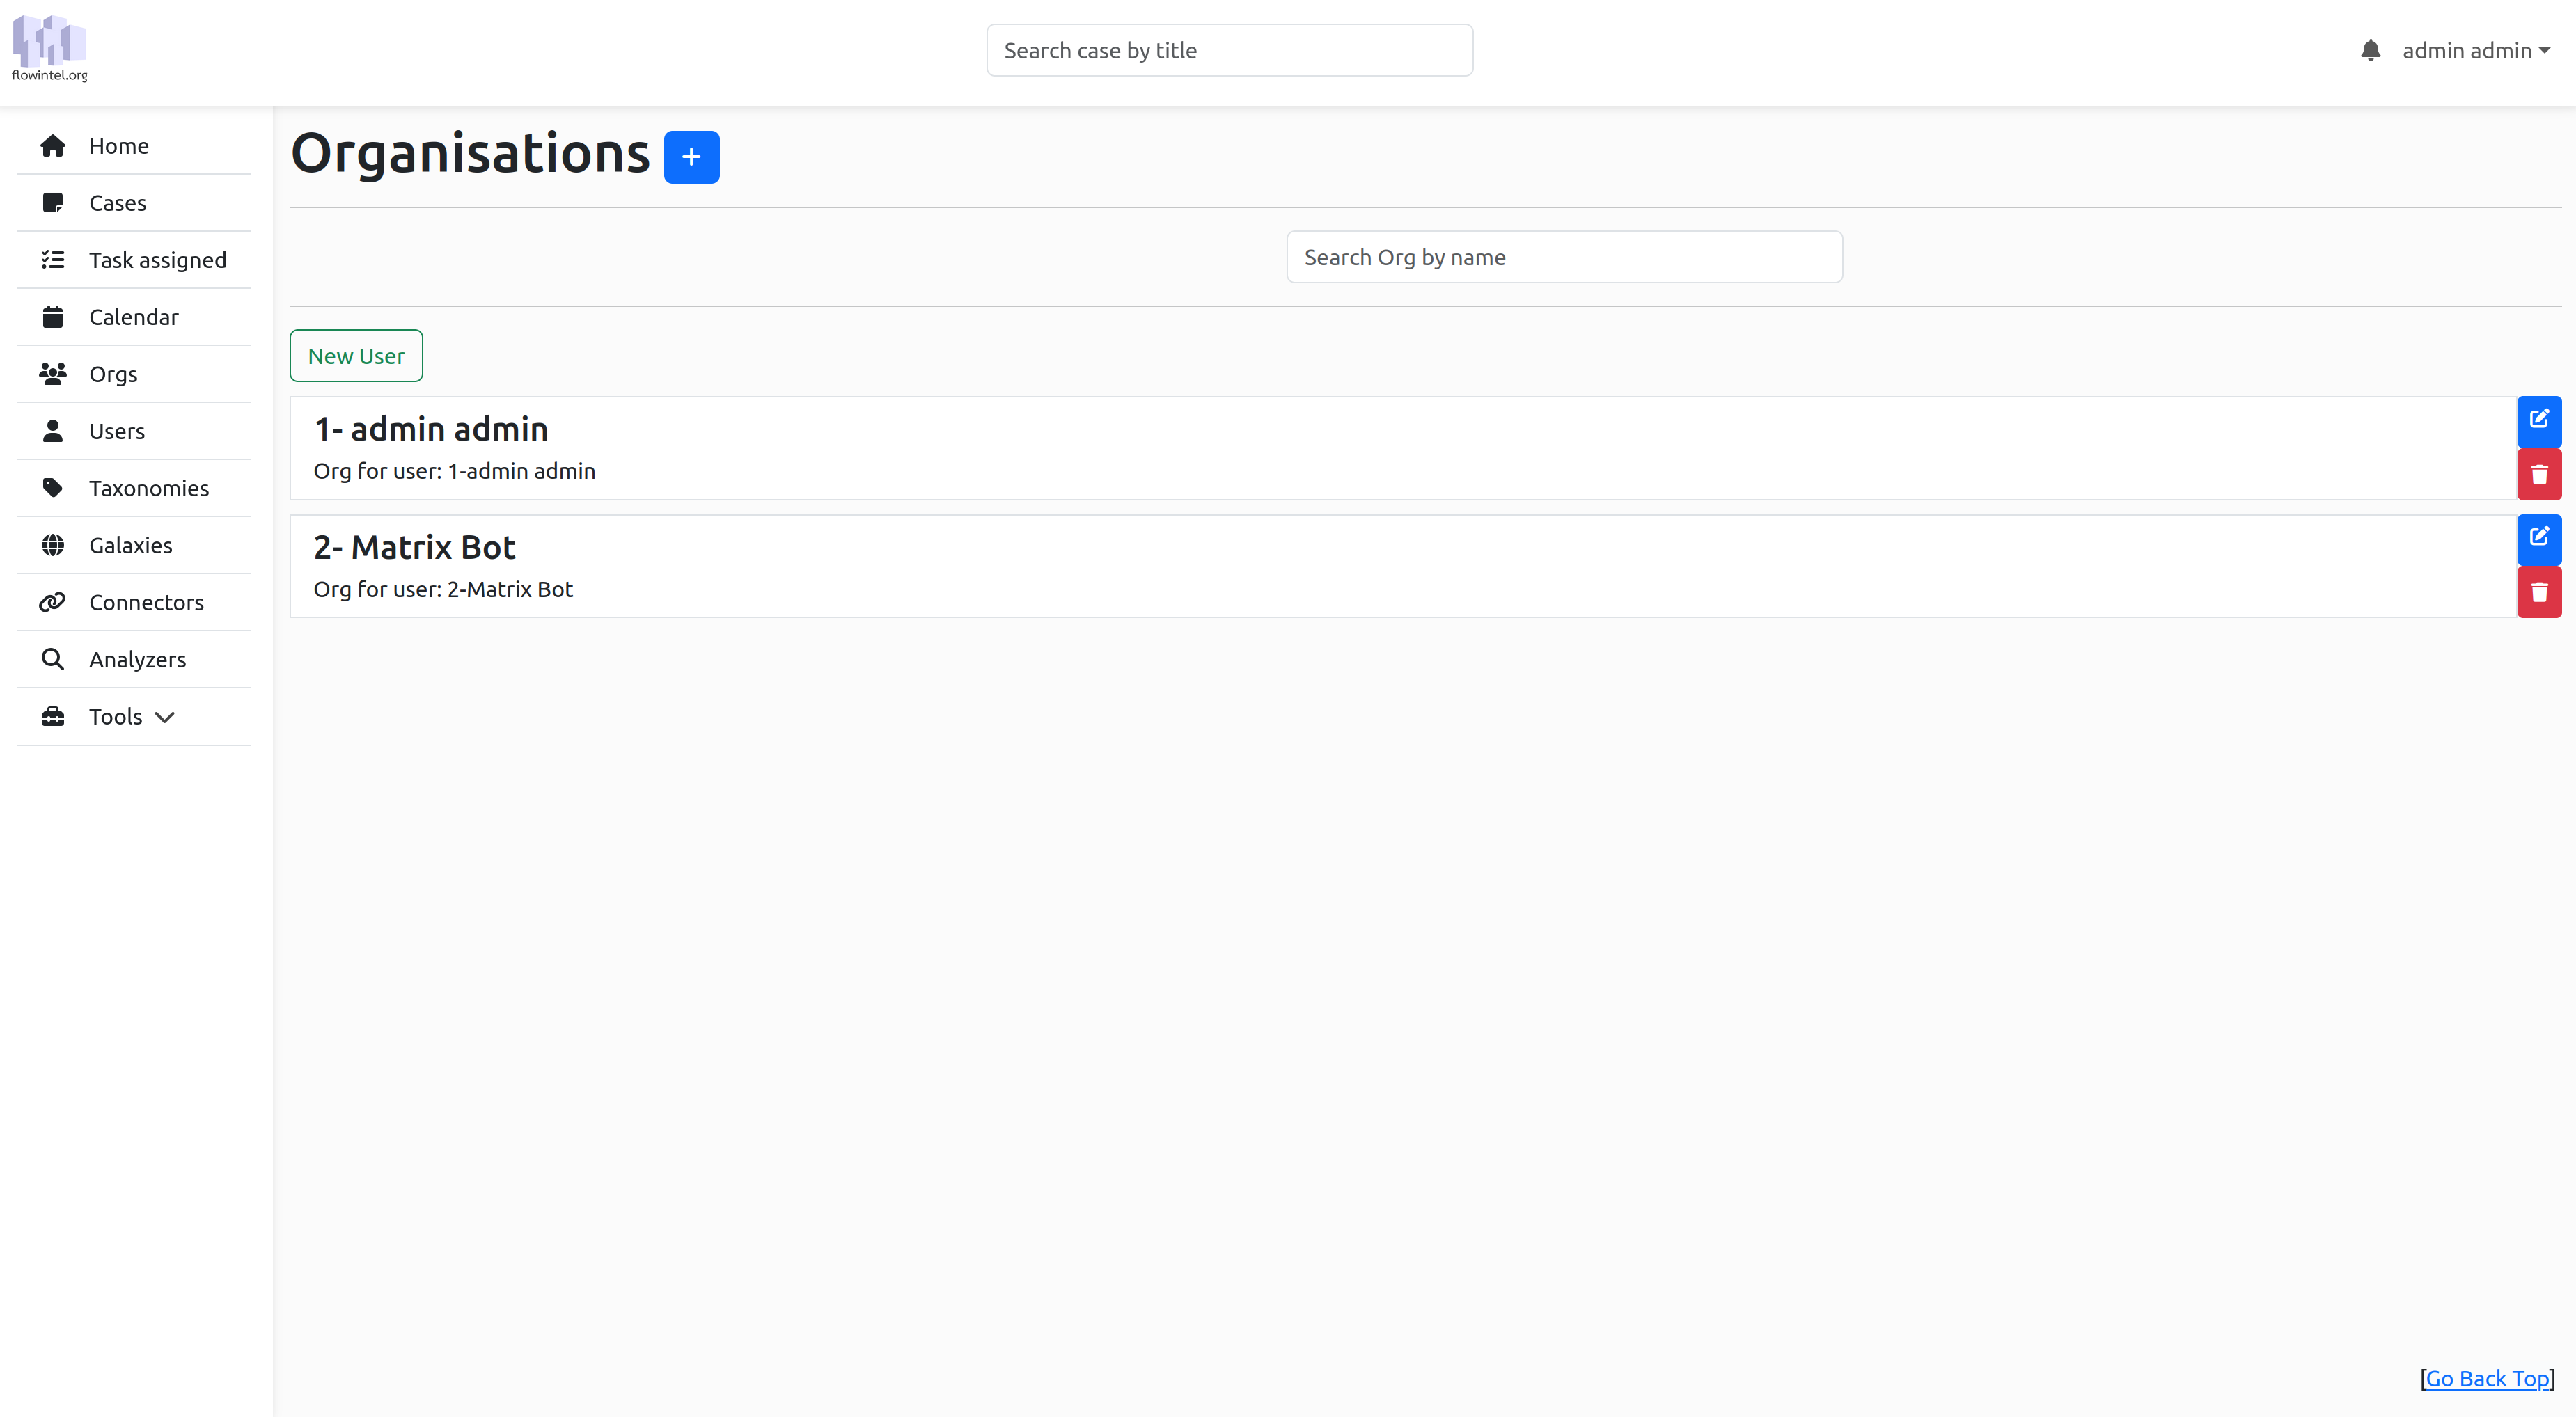 flowintel.org
Search case by title
admin admin
Home
Cases
Task assigned
Calendar
Orgs
Users
Taxonomies
Galaxies
Connectors
Analyzers
Tools
Organisations +
Search Org by name
New User
1- admin admin
Org for user: 1-admin admin
2- Matrix Bot
Org for user: 2-Matrix Bot
[Go Back Top]